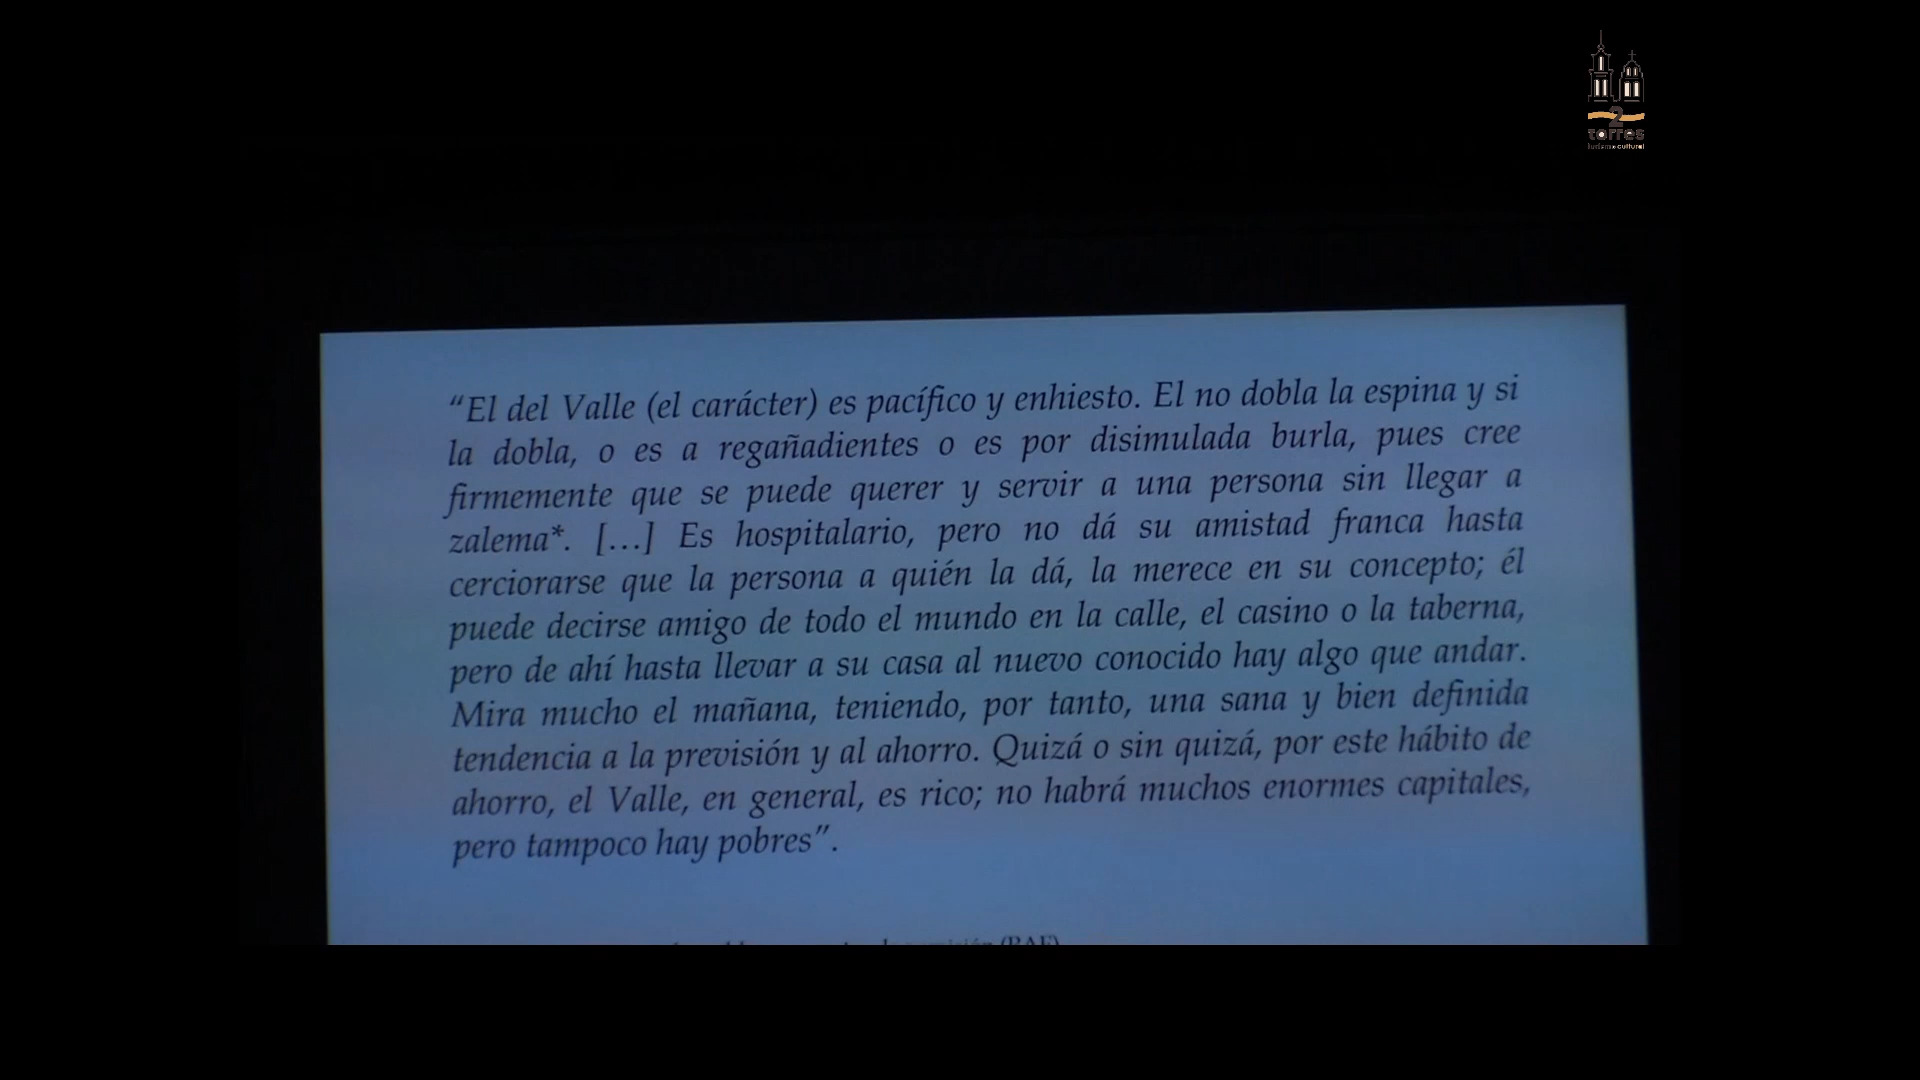 2
torres
turismo cultural
“El del Valle (el carácter) es pacífico y enhiesto. El no dobla la espina y si
la dobla, o es a regañadientes o es por disimulada burla, pues cree
firmemente que se puede querer y servir a una persona sin llegar a
zalema*. […] Es hospitalario, pero no dá su amistad franca hasta
cerciorarse que la persona a quién la dá, la merece en su concepto; él
puede decirse amigo de todo el mundo en la calle, el casino o la taberna,
pero de ahí hasta llevar a su casa al nuevo conocido hay algo que andar.
Mira mucho el mañana, teniendo, por tanto, una sana y bien definida
tendencia a la previsión y al ahorro. Quizá o sin quizá, por este hábito de
ahorro, el Valle, en general, es rico; no habrá muchos enormes capitales,
pero tampoco hay pobres”.
(RAE)